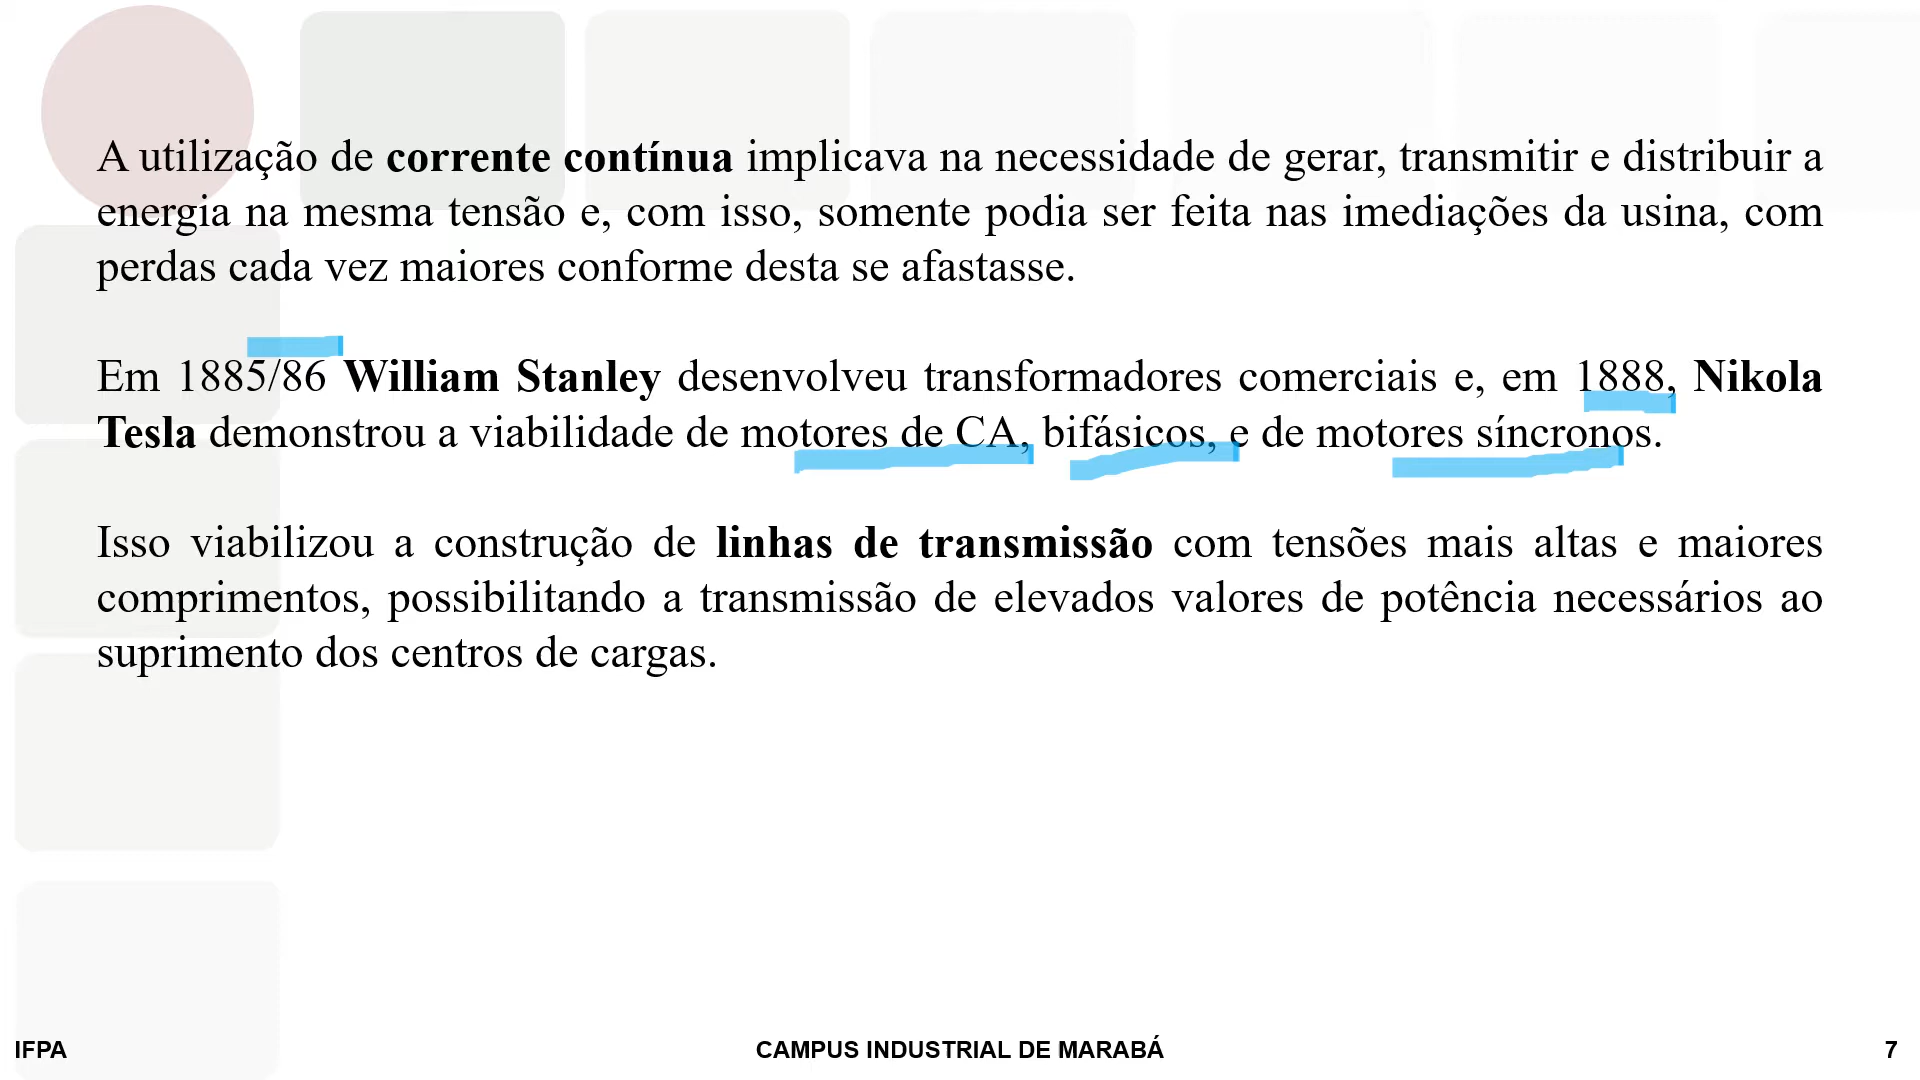 A utilização de corrente contínua implicava na necessidade de gerar, transmitir e distribuir a
energia na mesma tensão e, com isso, somente podia ser feita nas imediações da usina, com
perdas cada vez maiores conforme desta se afastasse.
Em 1885/86 William Stanley desenvolveu transformadores comerciais e, em 1888, Nikola
Tesla demonstrou a viabilidade de motores de CA, bifásicos, e de motores síncronos.
Isso viabilizou a construção de linhas de transmissão com tensões mais altas e maiores
comprimentos, possibilitando a transmissão de elevados valores de potência necessários ao
suprimento dos centros de cargas.
IFPA
CAMPUS INDUSTRIAL DE MARABÁ
7